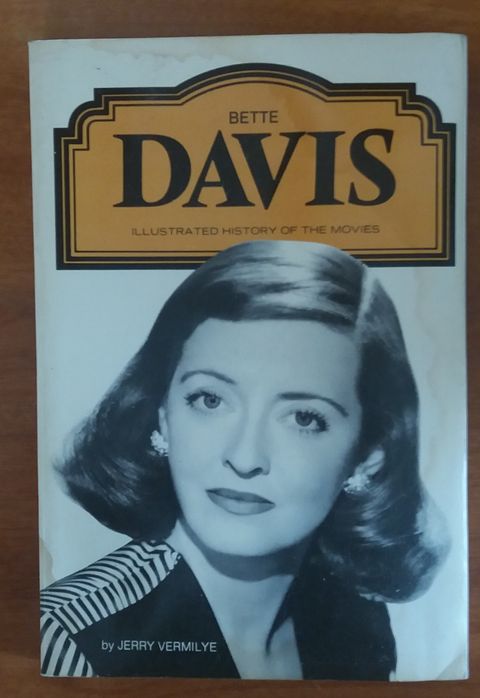 BETTE
DAVIS
ILLUSTRATED HISTORY OF THE MOVIES
by JERRY VERMILYE